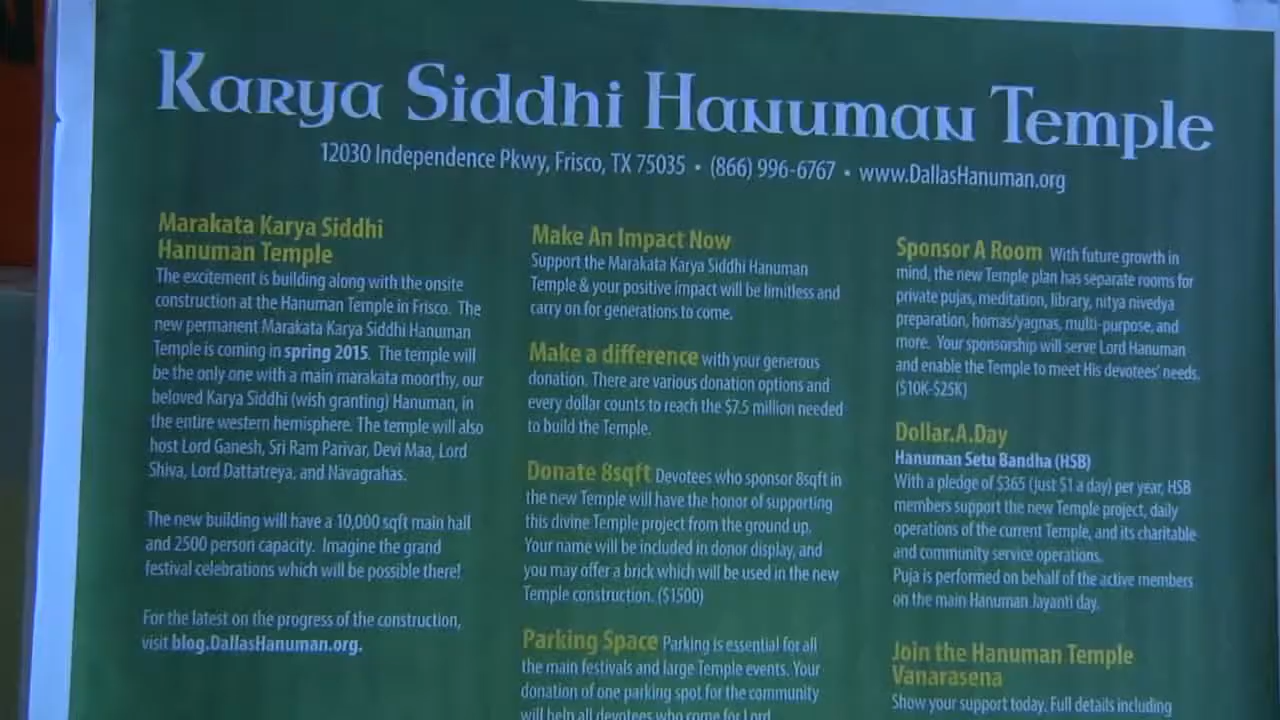 Karya Siddhi Hanuman Temple
12030 Independence Pkwy, Frisco, TX 75035 • (866) 996-6767 • www.DallasHanuman.org
Marakata Karya Siddhi
Hanuman Temple
The excitement is building along with the onsite
construction at the Hanuman Temple in Frisco. The
new permanent Marakata Karya Siddhi Hanuman
Temple is coming in spring 2015. The temple will
be the only one with a main marakata moorthy, our
beloved Karya Siddhi (wish granting) Hanuman, in
the entire western hemisphere. The temple will also
host Lord Ganesh, Sri Ram Parivar, Devi Maa, Lord
Shiva, Lord Dattatreya, and Navagrahas.
The new building will have a 10,000 sqft main hall
and 2500 person capacity. Imagine the grand
festival celebrations which will be possible there!
For the latest on the progress of the construction,
visit blog.DallasHanuman.org.
Make An Impact Now
Support the Marakata Karya Siddhi Hanuman
Temple & your positive impact will be limitless and
carry on for generations to come.
Make a difference with your generous
donation. There are various donation options and
every dollar counts to reach the $7.5 million needed
to build the Temple.
Donate 8sqft Devotees who sponsor 8sqft in
the new Temple will have the honor of supporting
this divine Temple project from the ground up.
Your name will be included in donor display, and
you may offer a brick which will be used in the new
Temple construction. ($1500)
Parking Space Parking is essential for all
the main festivals and large Temple events. Your
donation of one parking spot for the community
will help all devotees who come for Lord
Sponsor A Room With future growth in
mind, the new Temple plan has separate rooms for
private pujas, meditation, library, nitya nivedya
preparation, homas/yagnas, multi-purpose, and
more. Your sponsorship will serve Lord Hanuman
and enable the Temple to meet His devotees' needs.
($10K-$25K)
Dollar.A.Day
Hanuman Setu Bandha (HSB)
With a pledge of $365 (just $1 a day) per year, HSB
members support the new Temple project, daily
operations of the current Temple, and its charitable
and community service operations.
Puja is performed on behalf of the active members
on the main Hanuman Jayanti day.
Join the Hanuman Temple
Vanarasena
Show your support today. Full details including